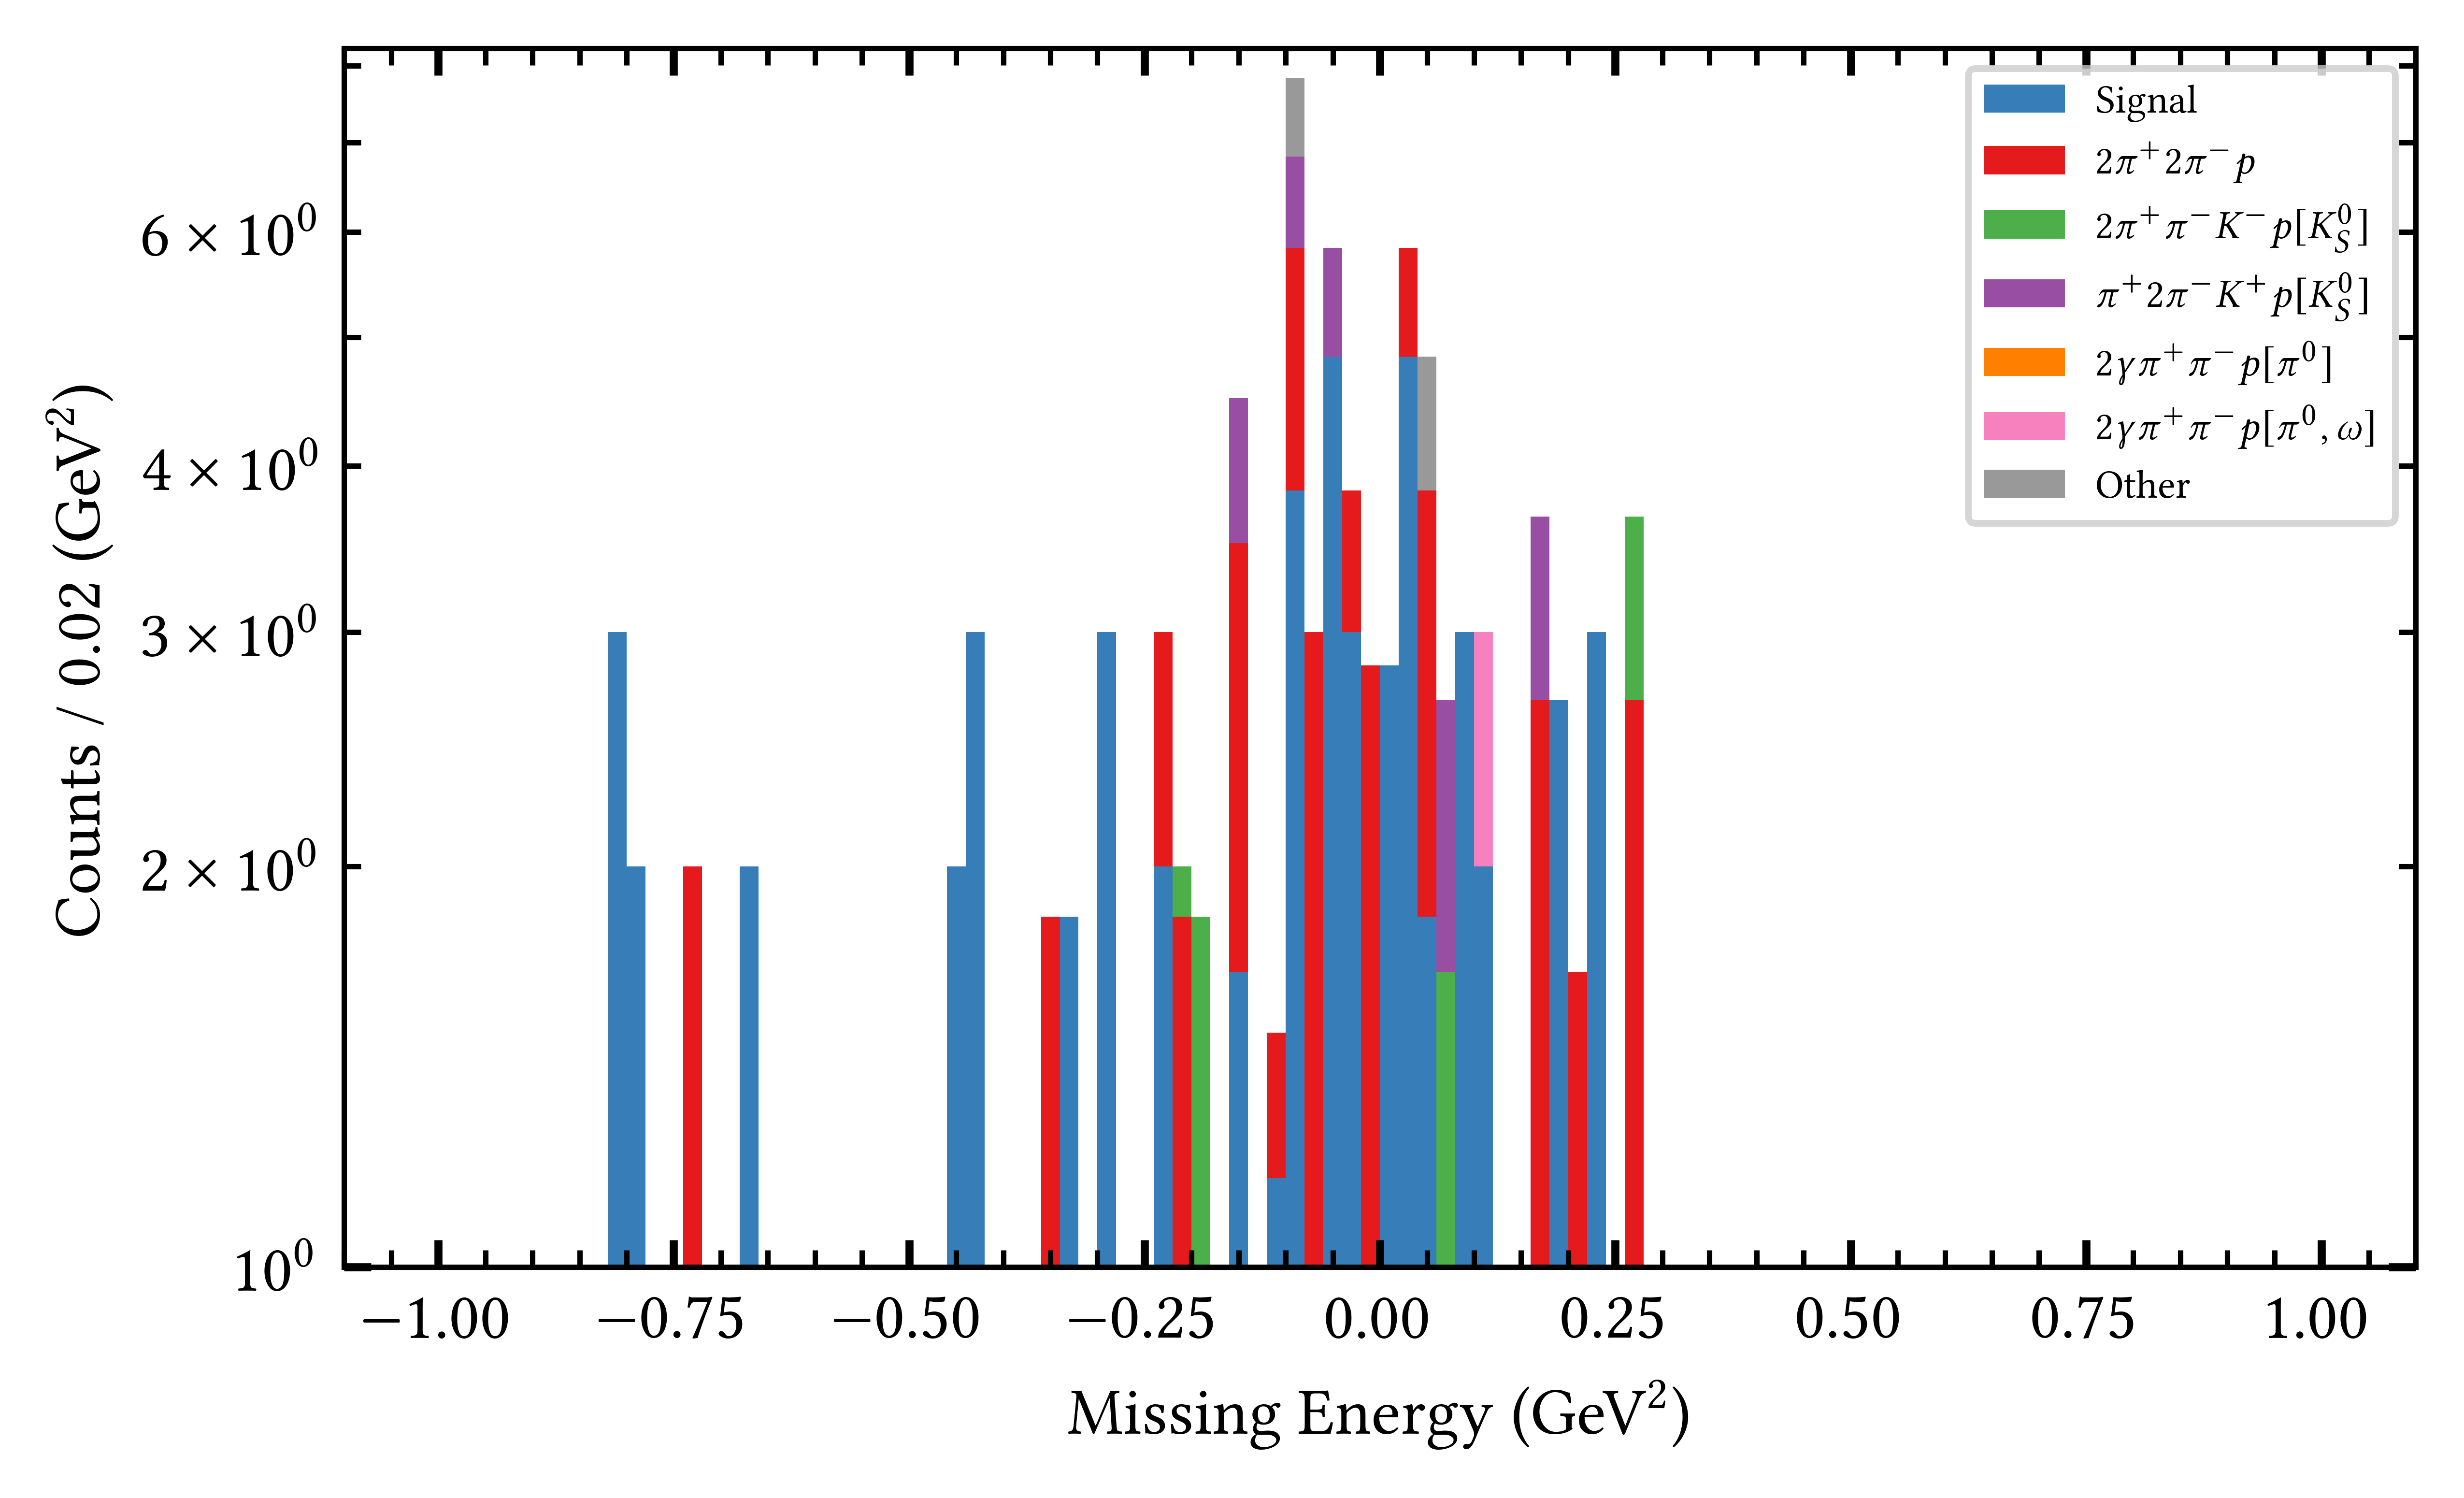 Counts / 0.02 (GeV²)
6 × 10⁰
4 × 10⁰
3 × 10⁰
2 × 10⁰
10⁰
Signal
2π⁺2π⁻p
2π⁺π⁻K⁻p[K⁰_S]
π⁺2π⁻K⁺p[K⁰_S]
2γπ⁺π⁻p[π⁰]
2γπ⁺π⁻p[π⁰, ω]
Other
−1.00 −0.75 −0.50 −0.25 0.00 0.25 0.50 0.75 1.00
Missing Energy (GeV²)